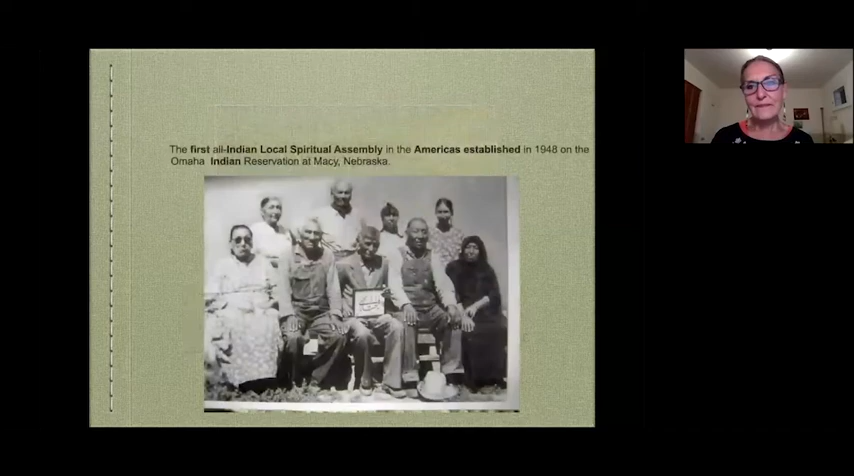 The first all-Indian Local Spiritual Assembly in the Americas established in 1948 on the
Omaha Indian Reservation at Macy, Nebraska.